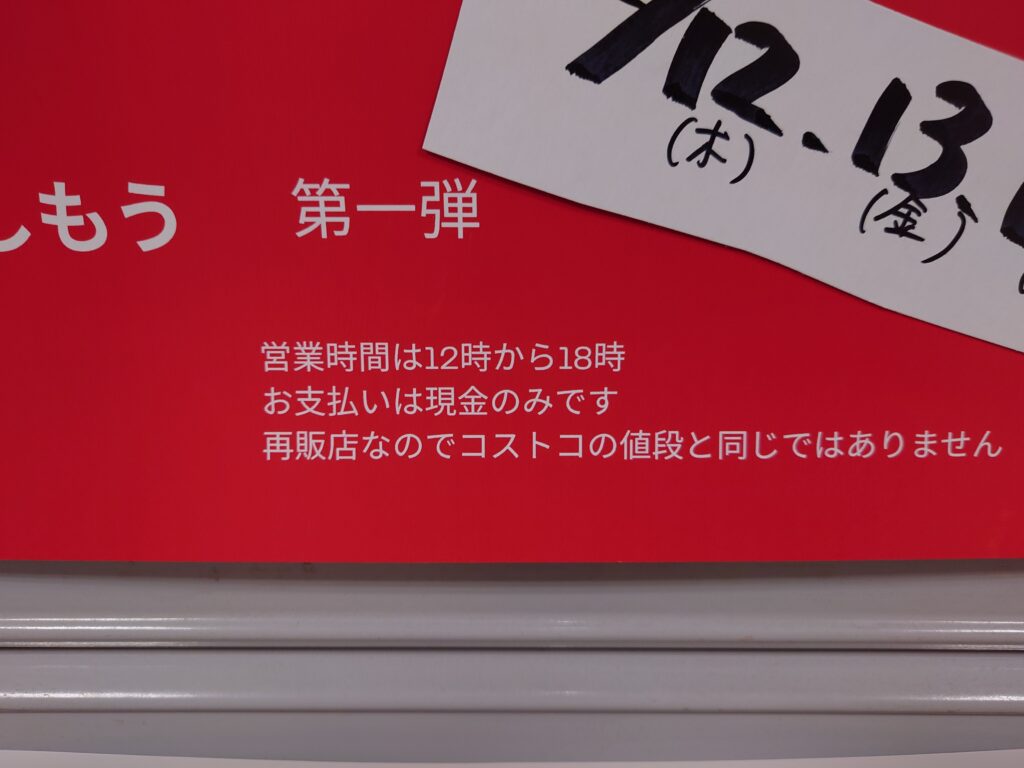 12.13
(木)
(金)
しもう 第一弾
営業時間は12時から18時
お支払いは現金のみです
再販店なのでコストコの値段と同じではありません